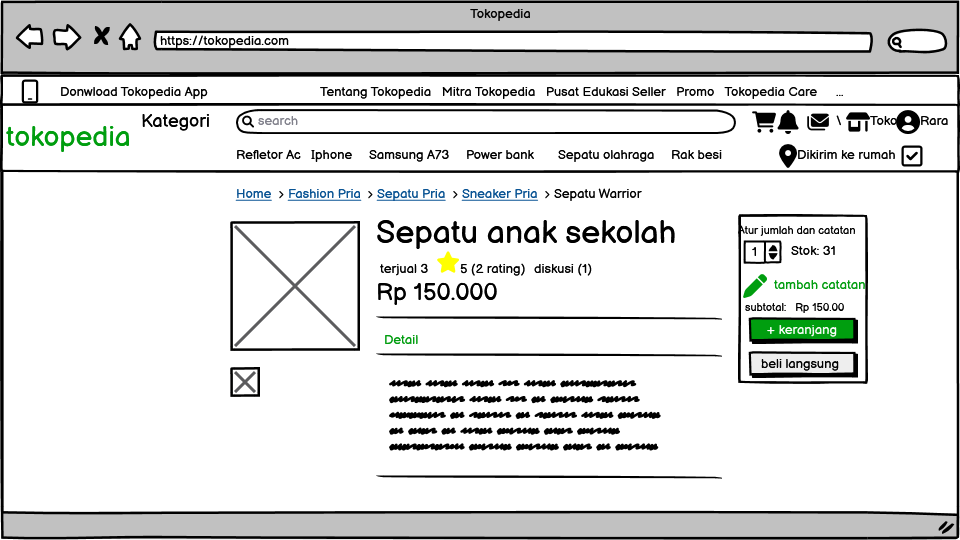 Tokopedia
https://tokopedia.com
Donwload Tokopedia App Tentang Tokopedia Mitra Tokopedia Pusat Edukasi Seller Promo Tokopedia Care ...
tokopedia Kategori search \ Toko Rara
Refletor Ac Iphone Samsung A73 Power bank Sepatu olahraga Rak besi Dikirim ke rumah
Home > Fashion Pria > Sepatu Pria > Sneaker Pria > Sepatu Warrior
Sepatu anak sekolah
terjual 3 5 (2 rating) diskusi (1)
Rp 150.000
Detail
Atur jumlah dan catatan
1 Stok: 31
tambah catatan
subtotal: Rp 150.00
+ keranjang
beli langsung